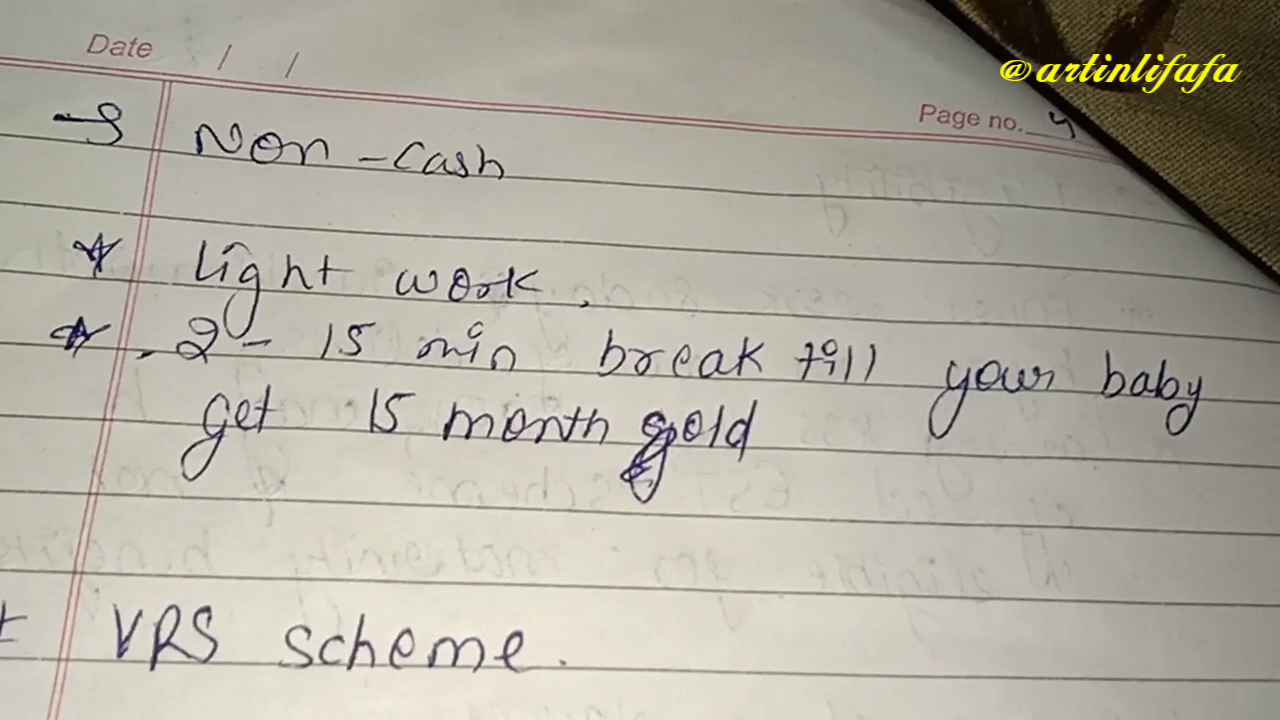 @artinlifafa
Date / /
Page no. 4
→ Non-Cash
★ Light work.
★ . 2 - 15 min break till your baby
get 15 month gold
VRS scheme.